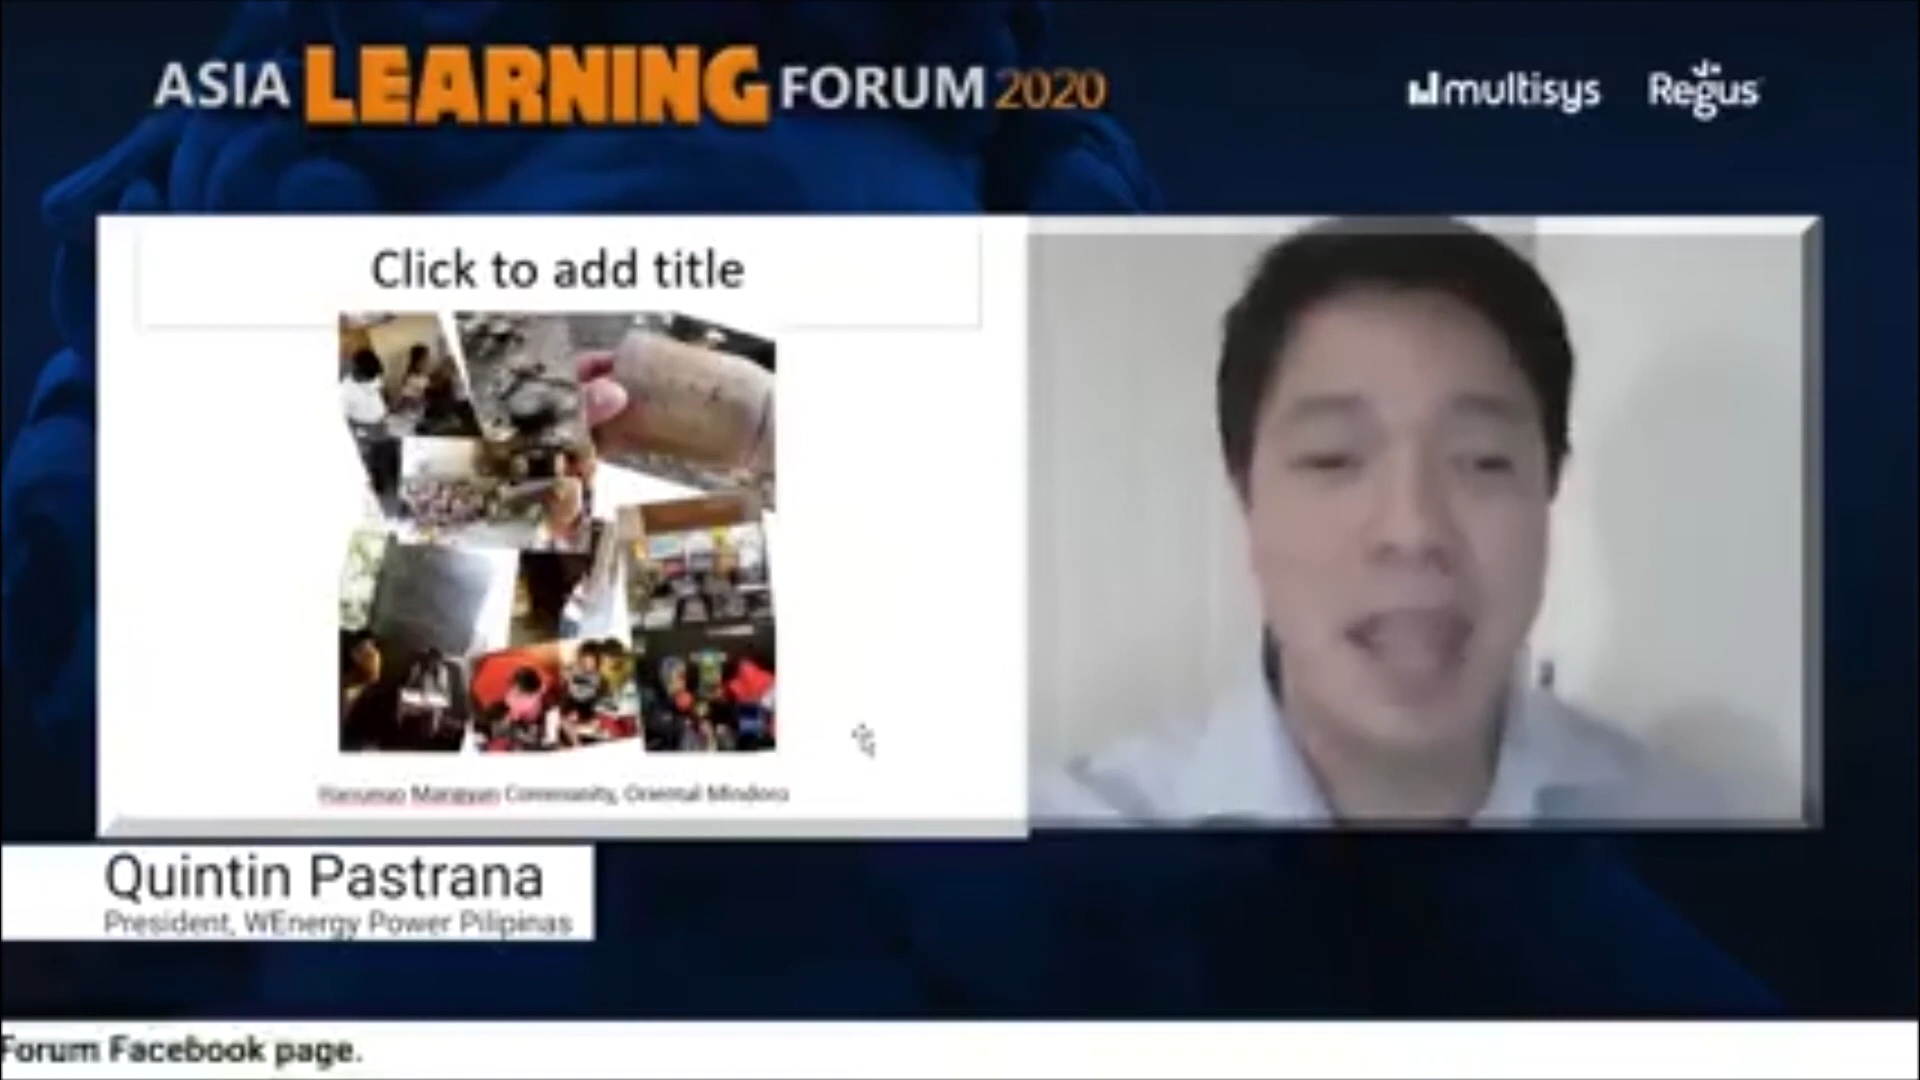 ASIA LEARNING FORUM 2020
multisys
Regus
Click to add title
Hanunuo Mangyan Community, Oriental Mindoro
Quintin Pastrana
President, WEnergy Power Pilipinas
Forum Facebook page.